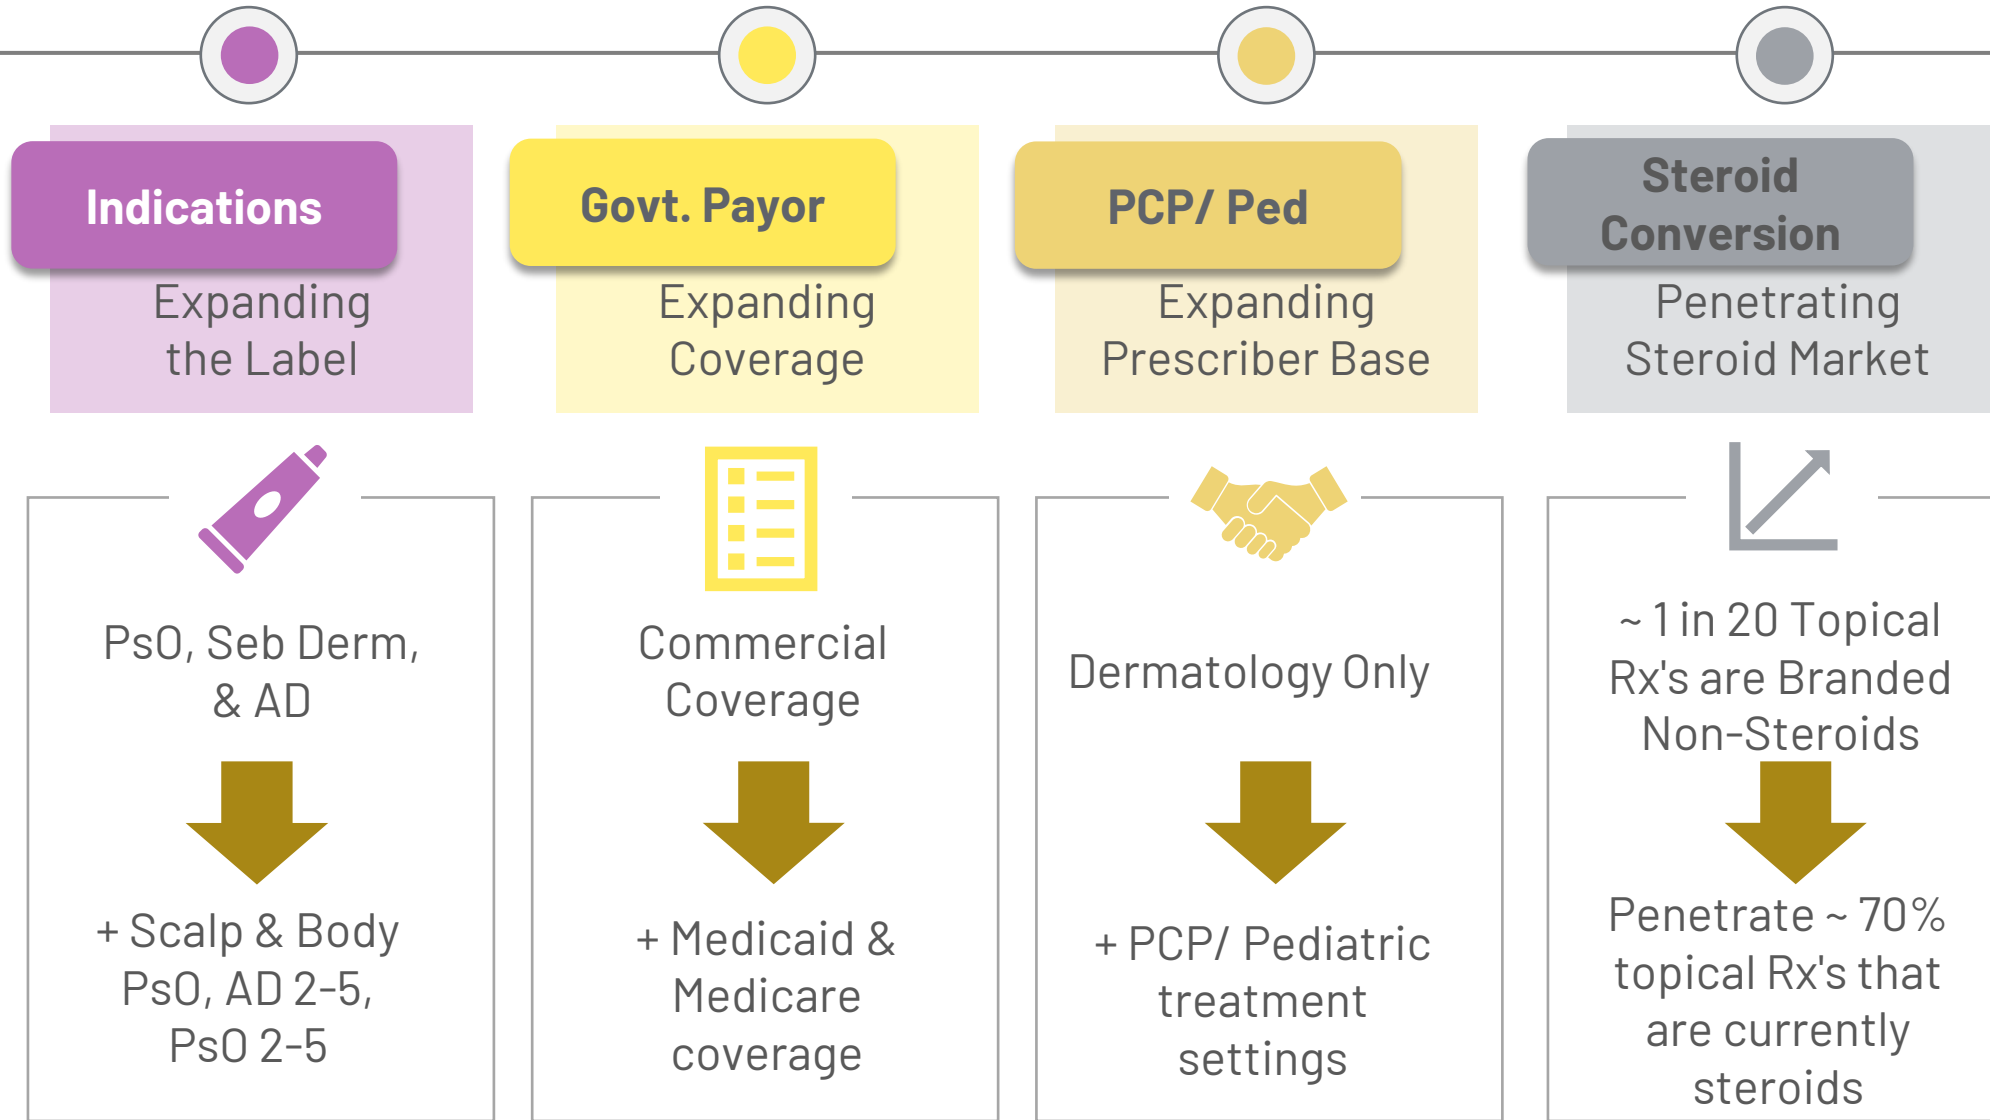 Indications
Expanding
the Label
PsO, Seb Derm,
& AD
+ Scalp & Body
PsO, AD 2-5,
PsO 2-5
Govt. Payor
Expanding
Coverage
Commercial
Coverage
+ Medicaid &
Medicare
coverage
PCP/ Ped
Expanding
Prescriber Base
Dermatology Only
+ PCP/ Pediatric
treatment
settings
Steroid
Conversion
Penetrating
Steroid Market
~ 1 in 20 Topical
Rx's are Branded
Non-Steroids
Penetrate ~ 70%
topical Rx's that
are currently
steroids